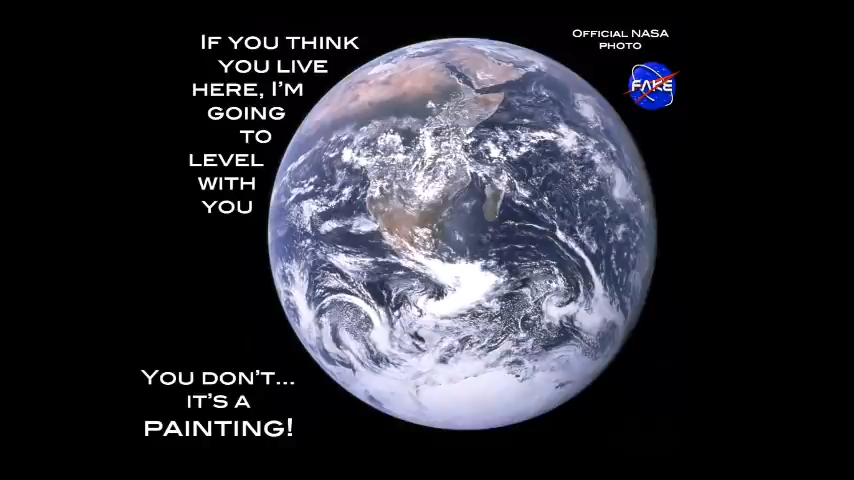 If you think
you live
here, I'm
going
to
level
with
you
Official NASA
photo
FAKE
You don't...
it's a
painting!